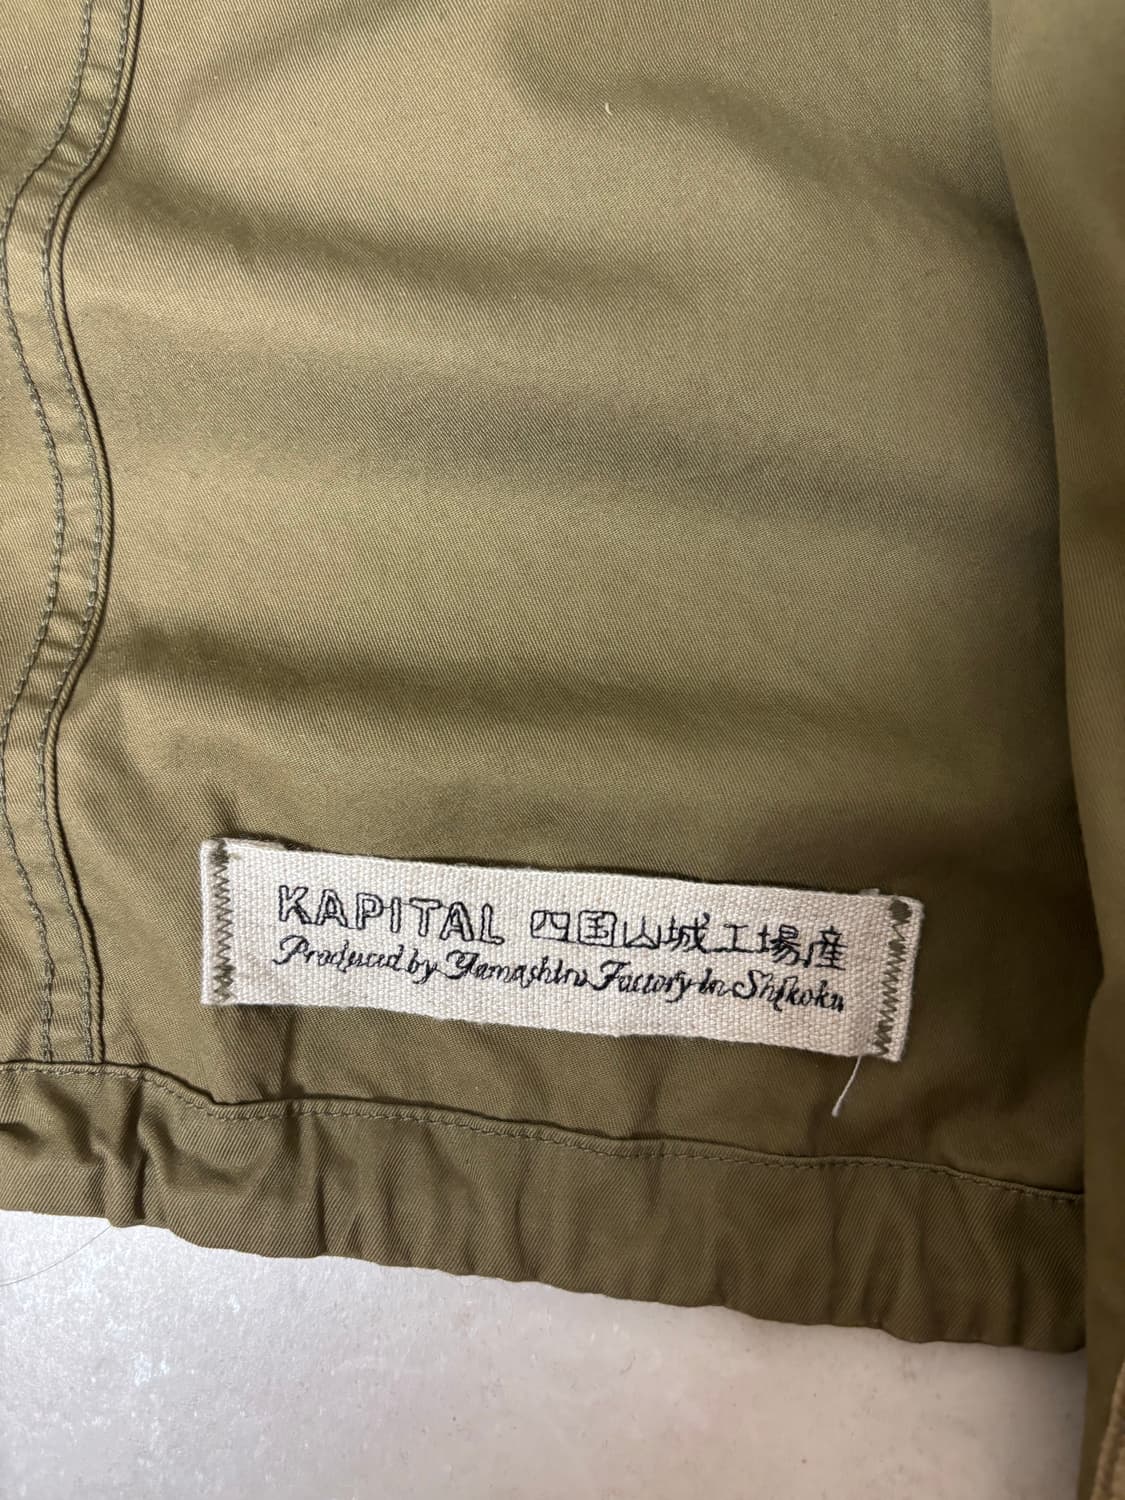 KAPITAL 四国山城工場産
Produced by Yamashiro Factory in Shikoku